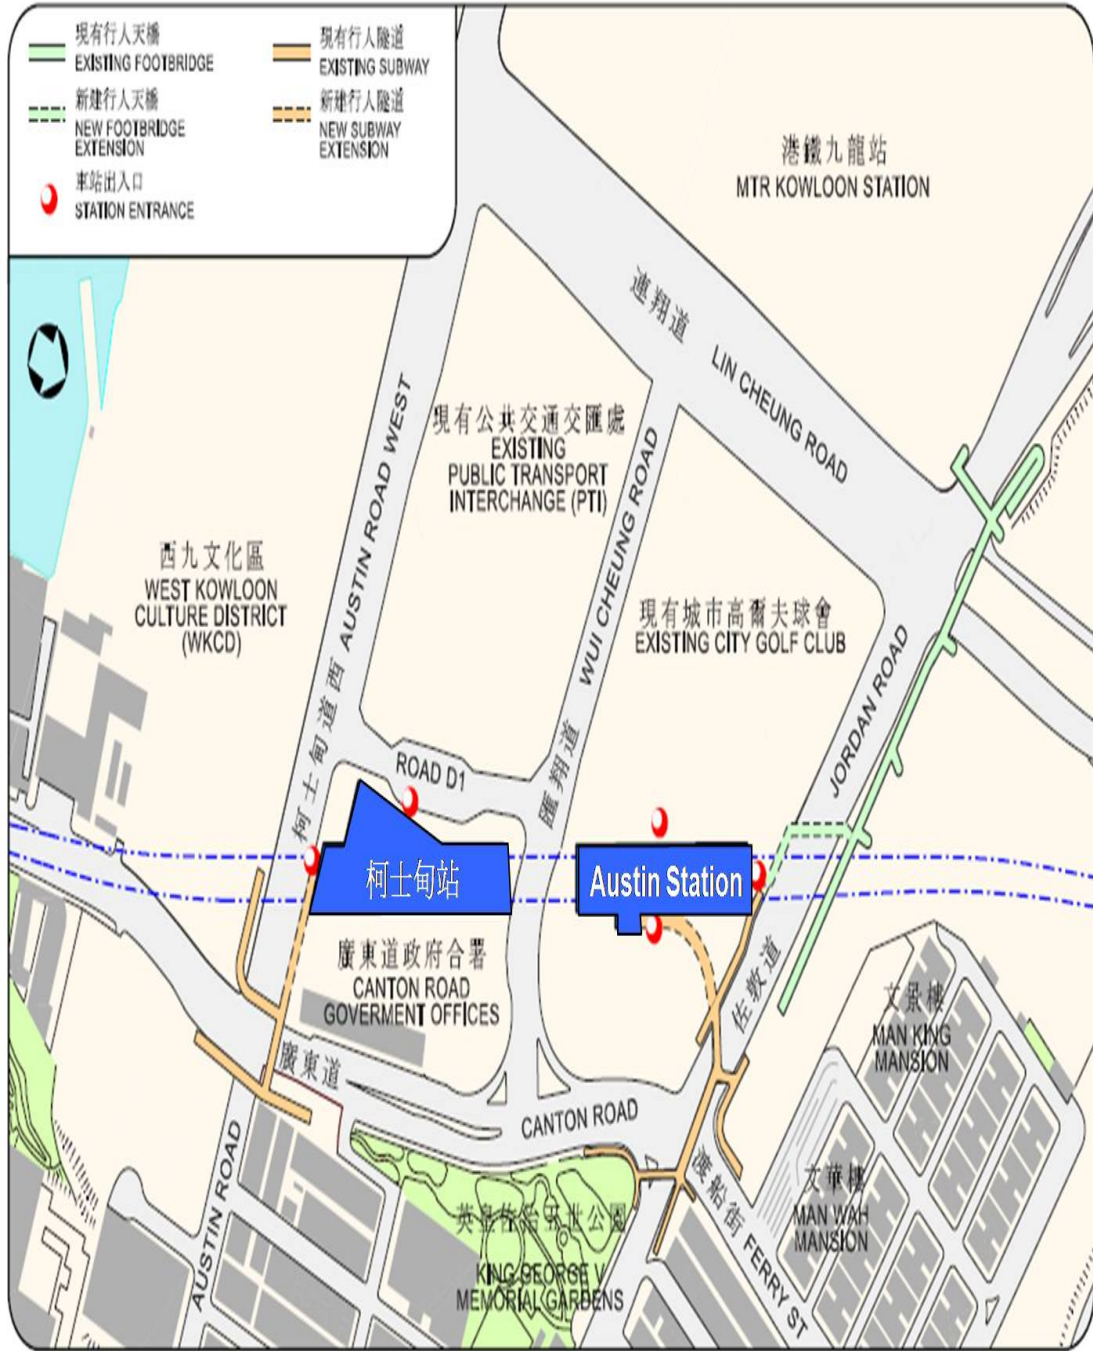 現有行人天橋
EXISTING FOOTBRIDGE
新建行人天橋
NEW FOOTBRIDGE
EXTENSION
車站出入口
STATION ENTRANCE
現有行人隧道
EXISTING SUBWAY
新建行人隧道
NEW SUBWAY
EXTENSION
港鐵九龍站
MTR KOWLOON STATION
連翔道 LIN CHEUNG ROAD
現有公共交通交匯處
EXISTING
PUBLIC TRANSPORT
INTERCHANGE (PTI)
柯士甸道西 AUSTIN ROAD WEST
匯翔道 WUI CHEUNG ROAD
西九文化區
WEST KOWLOON
CULTURE DISTRICT
(WKCD)
現有城市高爾夫球會
EXISTING CITY GOLF CLUB
佐敦道 JORDAN ROAD
ROAD D1
柯士甸站
Austin Station
廣東道政府合署
CANTON ROAD
GOVERMENT OFFICES
文景樓
MAN KING
MANSION
廣東道 CANTON ROAD
AUSTIN ROAD
渡船街 FERRY ST
文華樓
MAN WAH
MANSION
英皇佐治五世公園
KING GEORGE V
MEMORIAL GARDENS